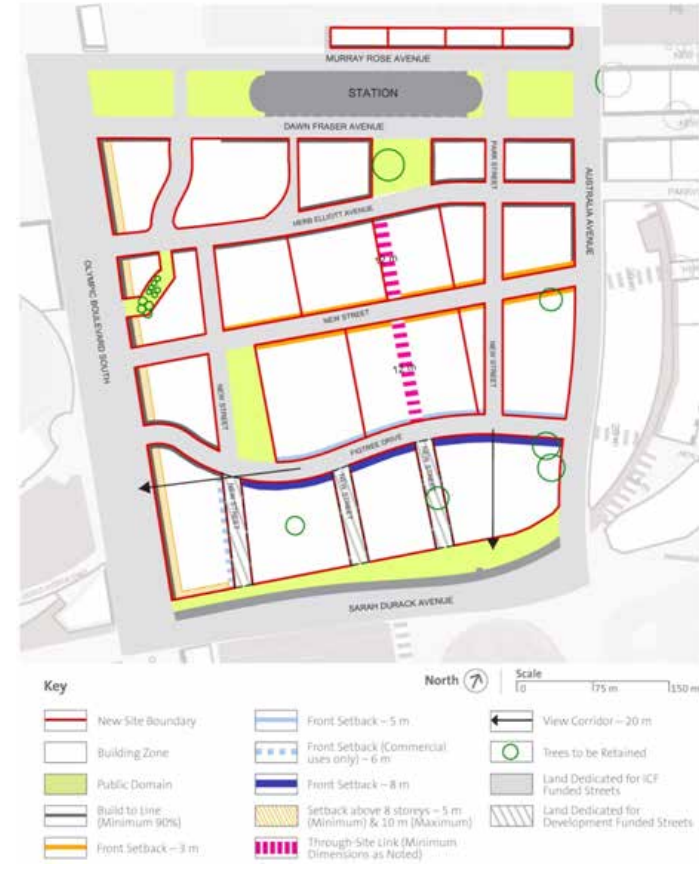 MURRAY ROSE AVENUE
STATION
DAWN FRASER AVENUE
PARK STREET
AUSTRALIA AVENUE
HERB ELLIOTT AVENUE
12 m
OLYMPIC BOULEVARD SOUTH
NEW STREET
12 m
NEW STREET
NEW STREET
FIGTREE DRIVE
NEW STREET
NEW STREET
NEW STREET
SARAH DURACK AVENUE
Key
North
Scale
0 75 m 150 m
New Site Boundary
Building Zone
Public Domain
Build to Line
(Minimum 90%)
Front Setback – 3 m
Front Setback – 5 m
Front Setback (Commercial
uses only) – 6 m
Front Setback – 8 m
Setback above 8 storeys – 5 m
(Minimum) & 10 m (Maximum)
Through-Site Link (Minimum
Dimensions as Noted)
View Corridor – 20 m
Trees to be Retained
Land Dedicated for ICF
Funded Streets
Land Dedicated for
Development Funded Streets